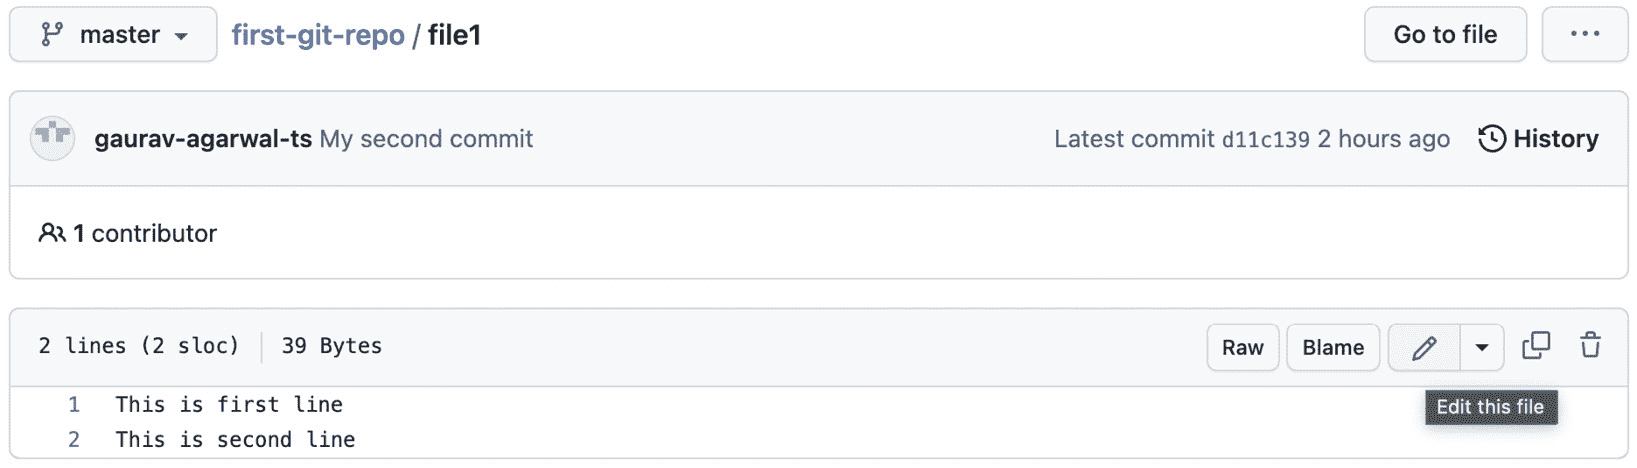 master first-git-repo / file1 Go to file ...
gaurav-agarwal-ts My second commit Latest commit d11c139 2 hours ago History
1 contributor
2 lines (2 sloc) 39 Bytes Raw Blame
1 This is first line
Edit this file
2 This is second line